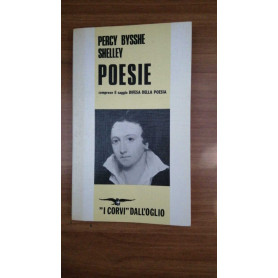 PERCY BYSSHE
SHELLEY
POESIE
comprese il saggio DIFESA DELLA POESIA
"I CORVI" DALL'OGLIO